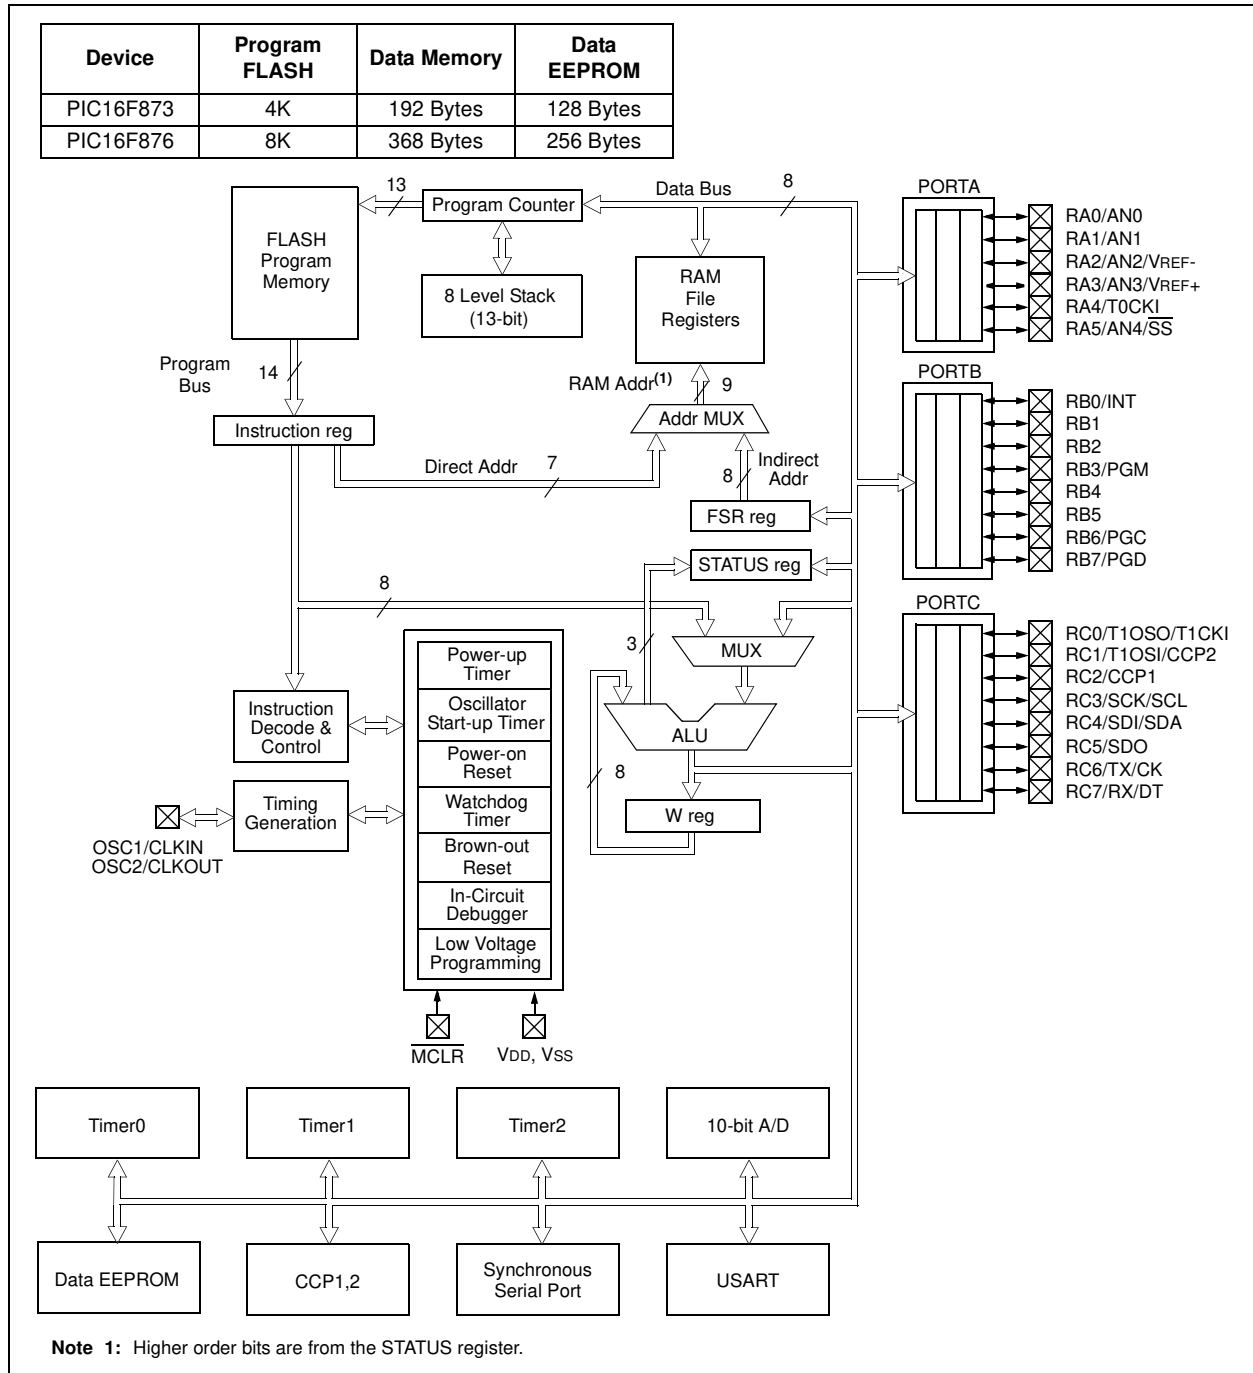 Device Program FLASH Data Memory Data EEPROM
PIC16F873 4K 192 Bytes 128 Bytes
PIC16F876 8K 368 Bytes 256 Bytes
FLASH
Program
Memory
13
Program Counter
Data Bus
8
8 Level Stack
(13-bit)
RAM
File
Registers
Program
Bus
14
RAM Addr(1)
9
Addr MUX
Instruction reg
Direct Addr
7
8
Indirect
Addr
FSR reg
STATUS reg
8
3
MUX
ALU
8
W reg
Instruction
Decode &
Control
Timing
Generation
OSC1/CLKIN
OSC2/CLKOUT
Power-up
Timer
Oscillator
Start-up Timer
Power-on
Reset
Watchdog
Timer
Brown-out
Reset
In-Circuit
Debugger
Low Voltage
Programming
MCLR
VDD, VSS
PORTA
RA0/AN0
RA1/AN1
RA2/AN2/VREF-
RA3/AN3/VREF+
RA4/T0CKI
RA5/AN4/SS
PORTB
RB0/INT
RB1
RB2
RB3/PGM
RB4
RB5
RB6/PGC
RB7/PGD
PORTC
RC0/T1OSO/T1CKI
RC1/T1OSI/CCP2
RC2/CCP1
RC3/SCK/SCL
RC4/SDI/SDA
RC5/SDO
RC6/TX/CK
RC7/RX/DT
Timer0
Timer1
Timer2
10-bit A/D
Data EEPROM
CCP1,2
Synchronous
Serial Port
USART
Note 1: Higher order bits are from the STATUS register.